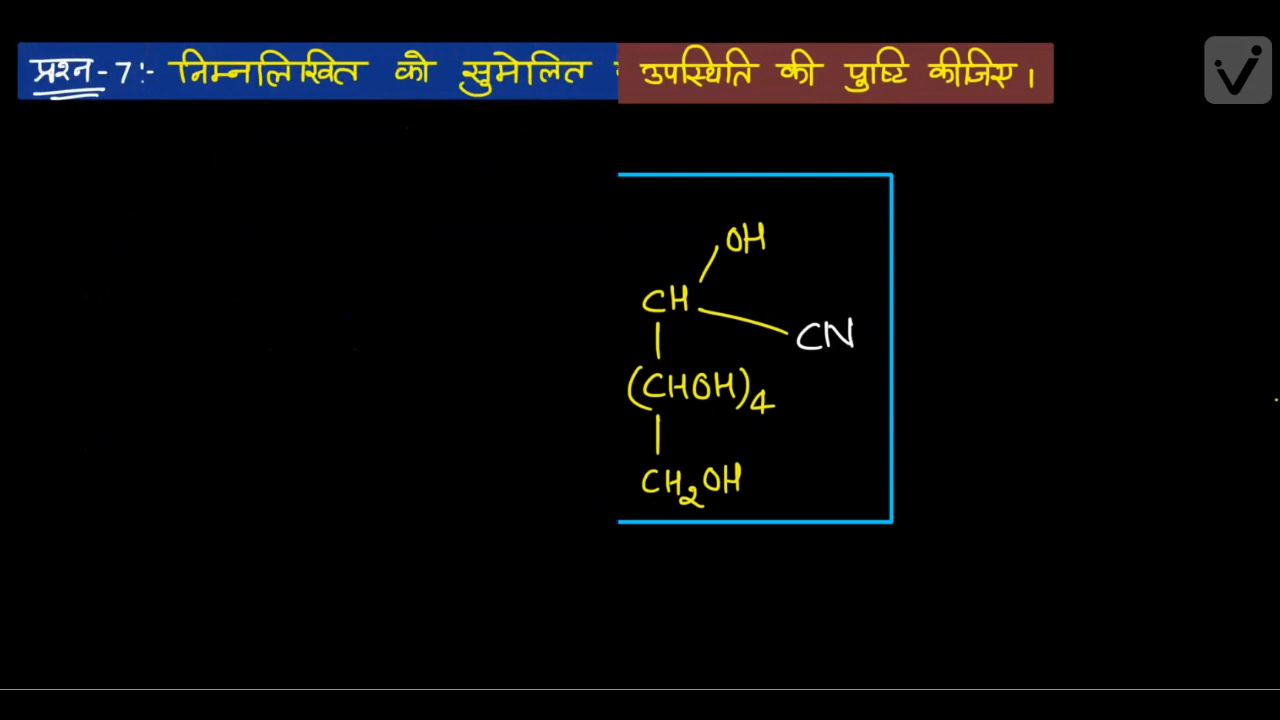 प्रश्न-7:- निम्नलिखित को सुमेलित उपस्थिति की पुष्टि कीजिए।
OH
CH
CN
(CHOH)4
CH2OH